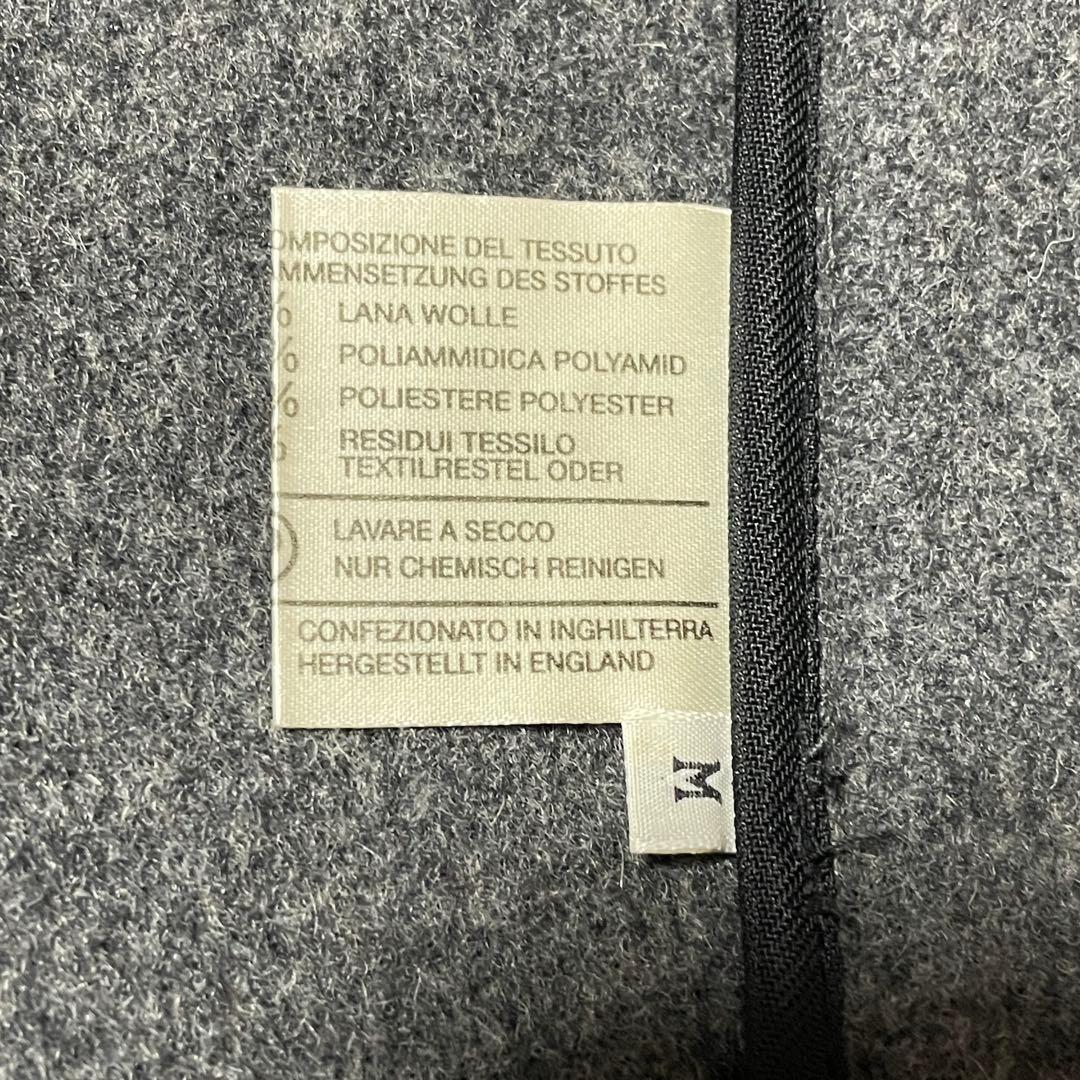 OMPOSIZIONE DEL TESSUTO
MMENSETZUNG DES STOFFES
% LANA WOLLE
% POLIAMMIDICA POLYAMID
% POLIESTERE POLYESTER
% RESIDUI TESSILO
TEXTILRESTEL ODER
LAVARE A SECCO
NUR CHEMISCH REINIGEN
CONFEZIONATO IN INGHILTERRA
HERGESTELLT IN ENGLAND
M